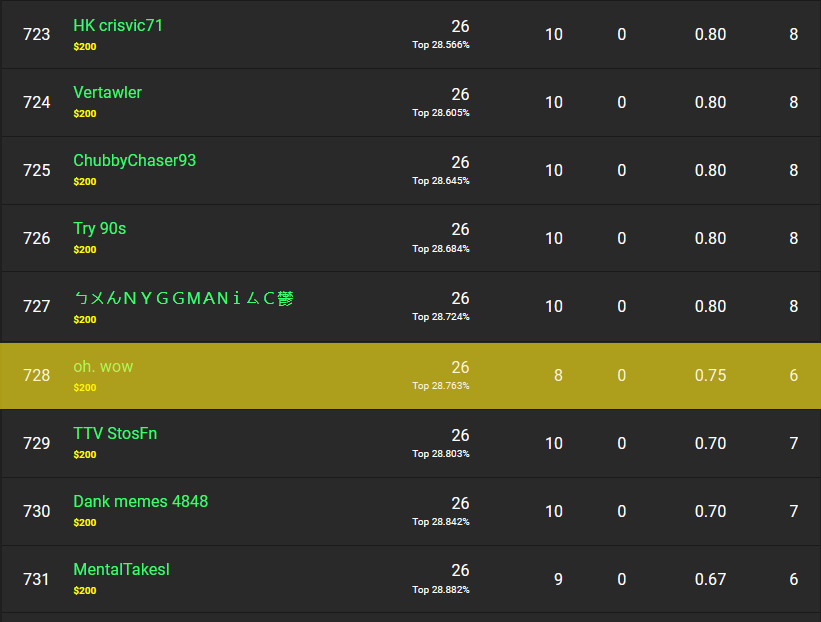 723 HK crisvic71 26 10 0 0.80 8
$200 Top 28.566%
724 Vertawler 26 10 0 0.80 8
$200 Top 28.605%
725 ChubbyChaser93 26 10 0 0.80 8
$200 Top 28.645%
726 Try 90s 26 10 0 0.80 8
$200 Top 28.684%
727 ㄅ乂んＮＹＧＧＭＡＮｉムＣ鬱 26 10 0 0.80 8
$200 Top 28.724%
728 oh. wow 26 8 0 0.75 6
$200 Top 28.763%
729 TTV StosFn 26 10 0 0.70 7
$200 Top 28.803%
730 Dank memes 4848 26 10 0 0.70 7
$200 Top 28.842%
731 MentalTakesI 26 9 0 0.67 6
$200 Top 28.882%